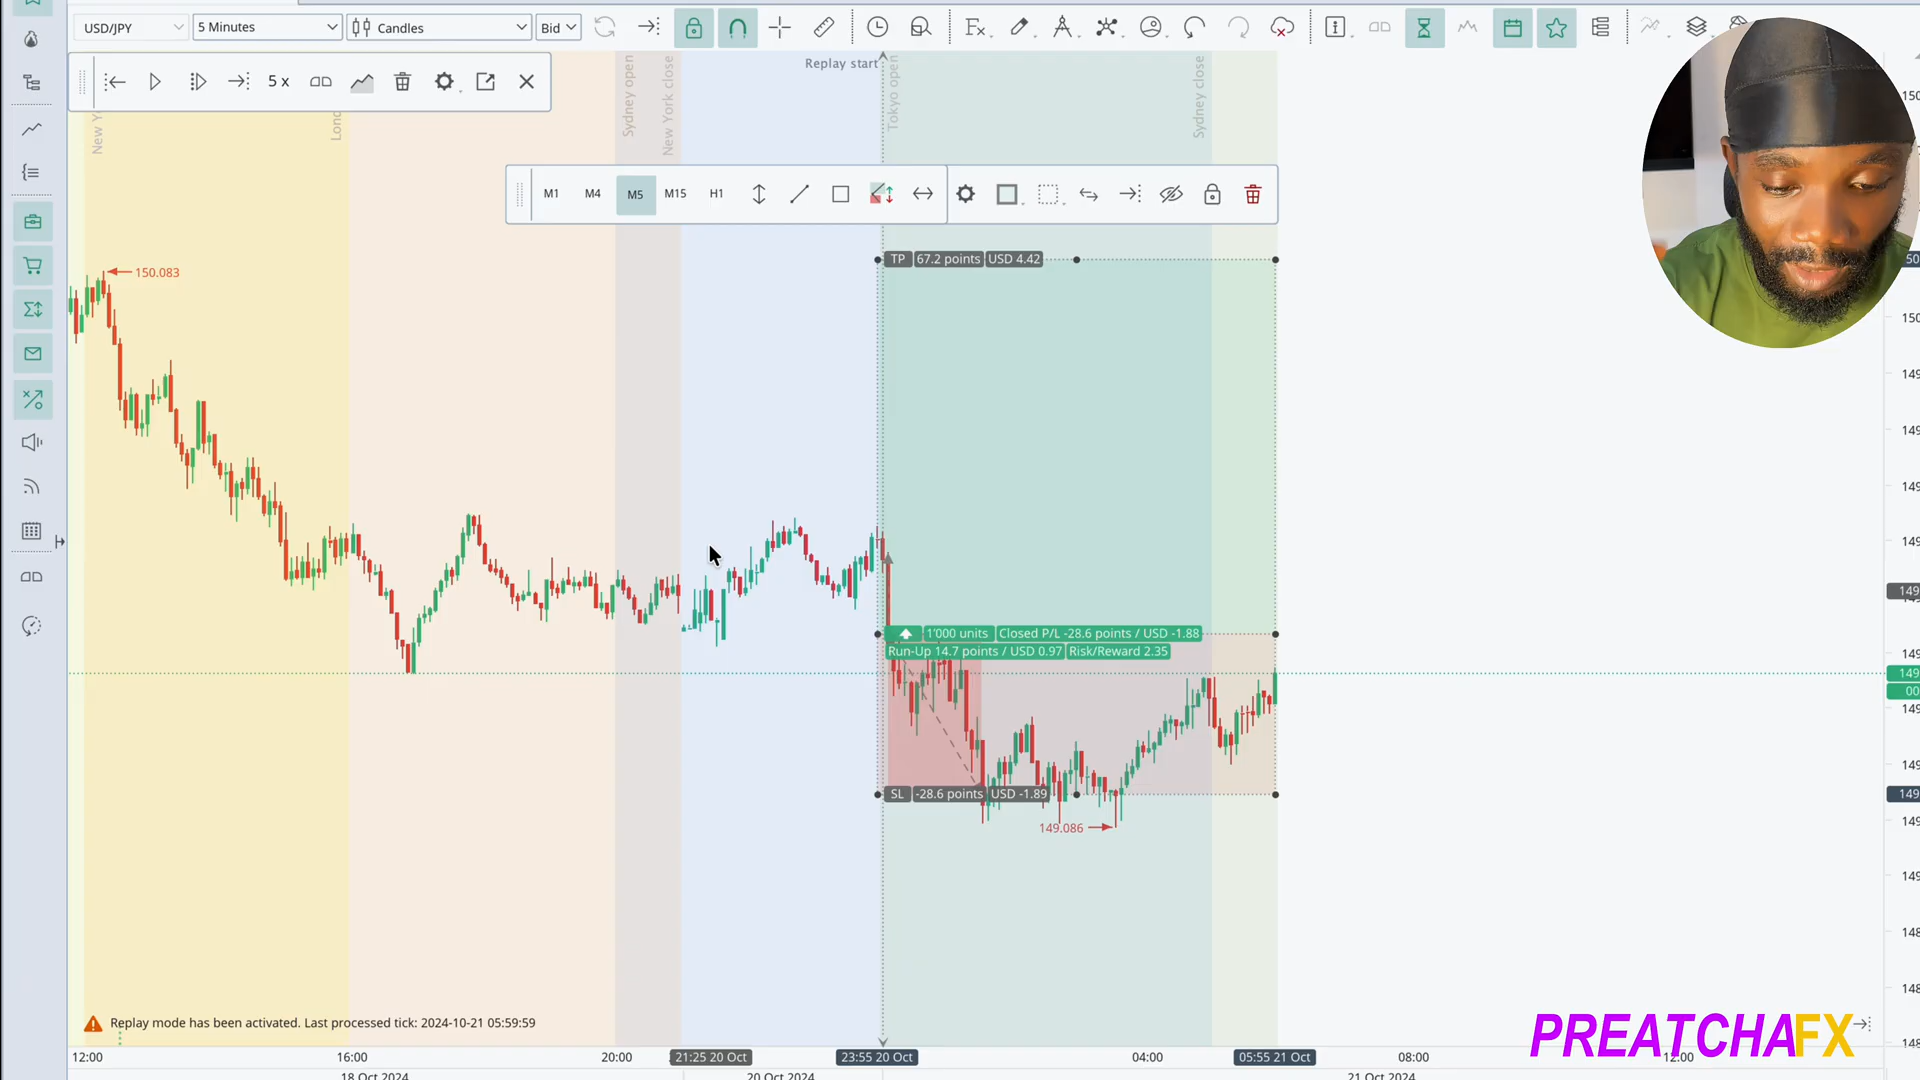 USD/JPY
5 Minutes
Candles
Bid
5 x
Replay start
New Y
Lond
Sydney open
New York close
Tokyo open
Sydney close
M1
M4
M5
M15
H1
TP 67.2 points USD 4.42
150.083
1'000 units Closed P/L -28.6 points / USD -1.88
Run-Up 14.7 points / USD 0.97 Risk/Reward 2.35
SL -28.6 points USD -1.89
149.086
Replay mode has been activated. Last processed tick: 2024-10-21 05:59:59
PREATCHAFX
12:00
16:00
20:00
21:25 20 Oct
23:55 20 Oct
04:00
05:55 21 Oct
08:00
12:00
18 Oct 2024
20 Oct 2024
21 Oct 2024